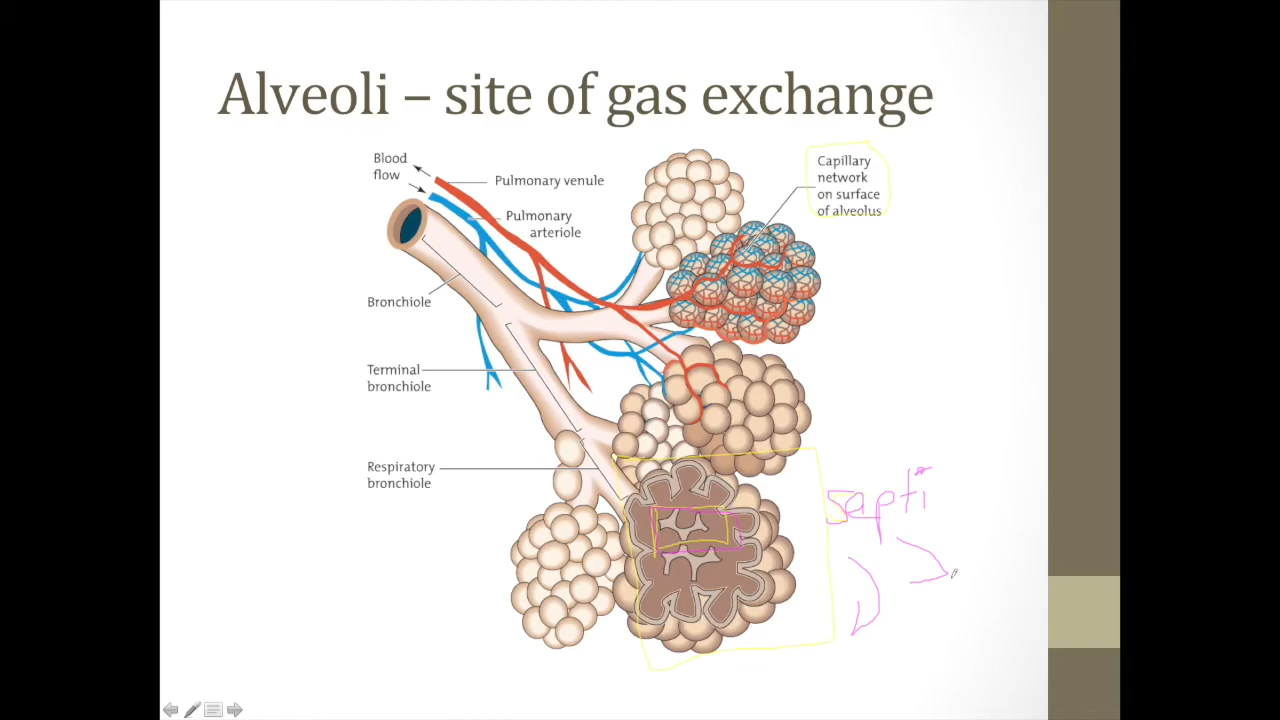 Alveoli – site of gas exchange
Blood
flow
Pulmonary venule
Pulmonary
arteriole
Capillary
network
on surface
of alveolus
Bronchiole
Terminal
bronchiole
Respiratory
bronchiole
sapti